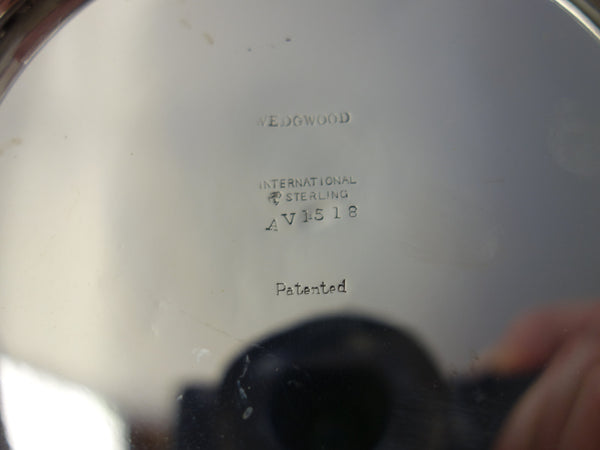 WEDGWOOD
INTERNATIONAL
STERLING
AV1518
Patented